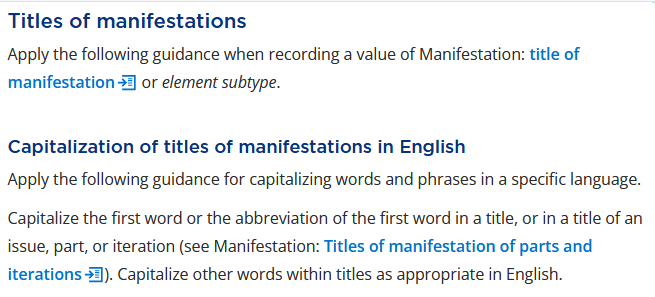 Titles of manifestations
Apply the following guidance when recording a value of Manifestation: title of
manifestation or element subtype.
Capitalization of titles of manifestations in English
Apply the following guidance for capitalizing words and phrases in a specific language.
Capitalize the first word or the abbreviation of the first word in a title, or in a title of an
issue, part, or iteration (see Manifestation: Titles of manifestation of parts and
iterations). Capitalize other words within titles as appropriate in English.